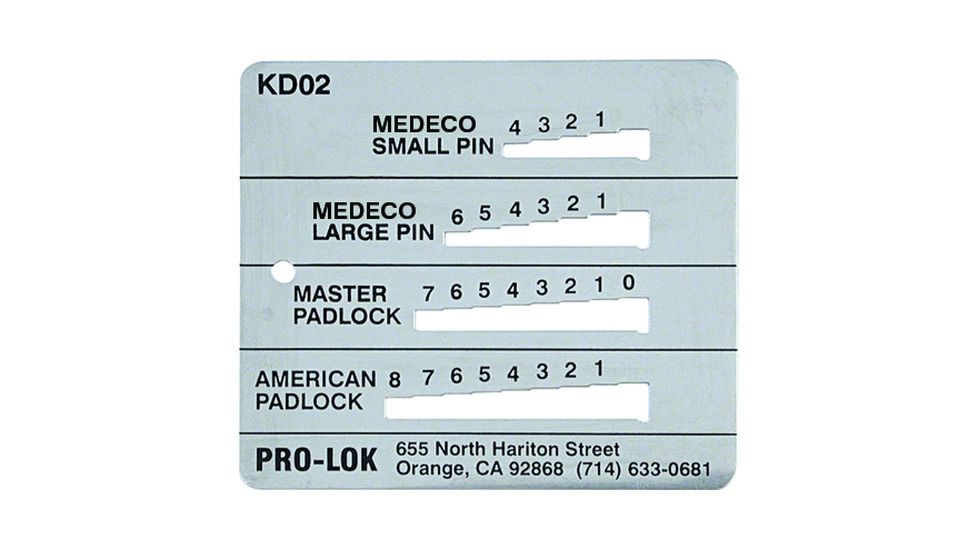 KD02
MEDECO 4 3 2 1
SMALL PIN
MEDECO 6 5 4 3 2 1
LARGE PIN
MASTER 7 6 5 4 3 2 1 0
PADLOCK
AMERICAN 8 7 6 5 4 3 2 1
PADLOCK
PRO-LOK 655 North Hariton Street
Orange, CA 92868 (714) 633-0681